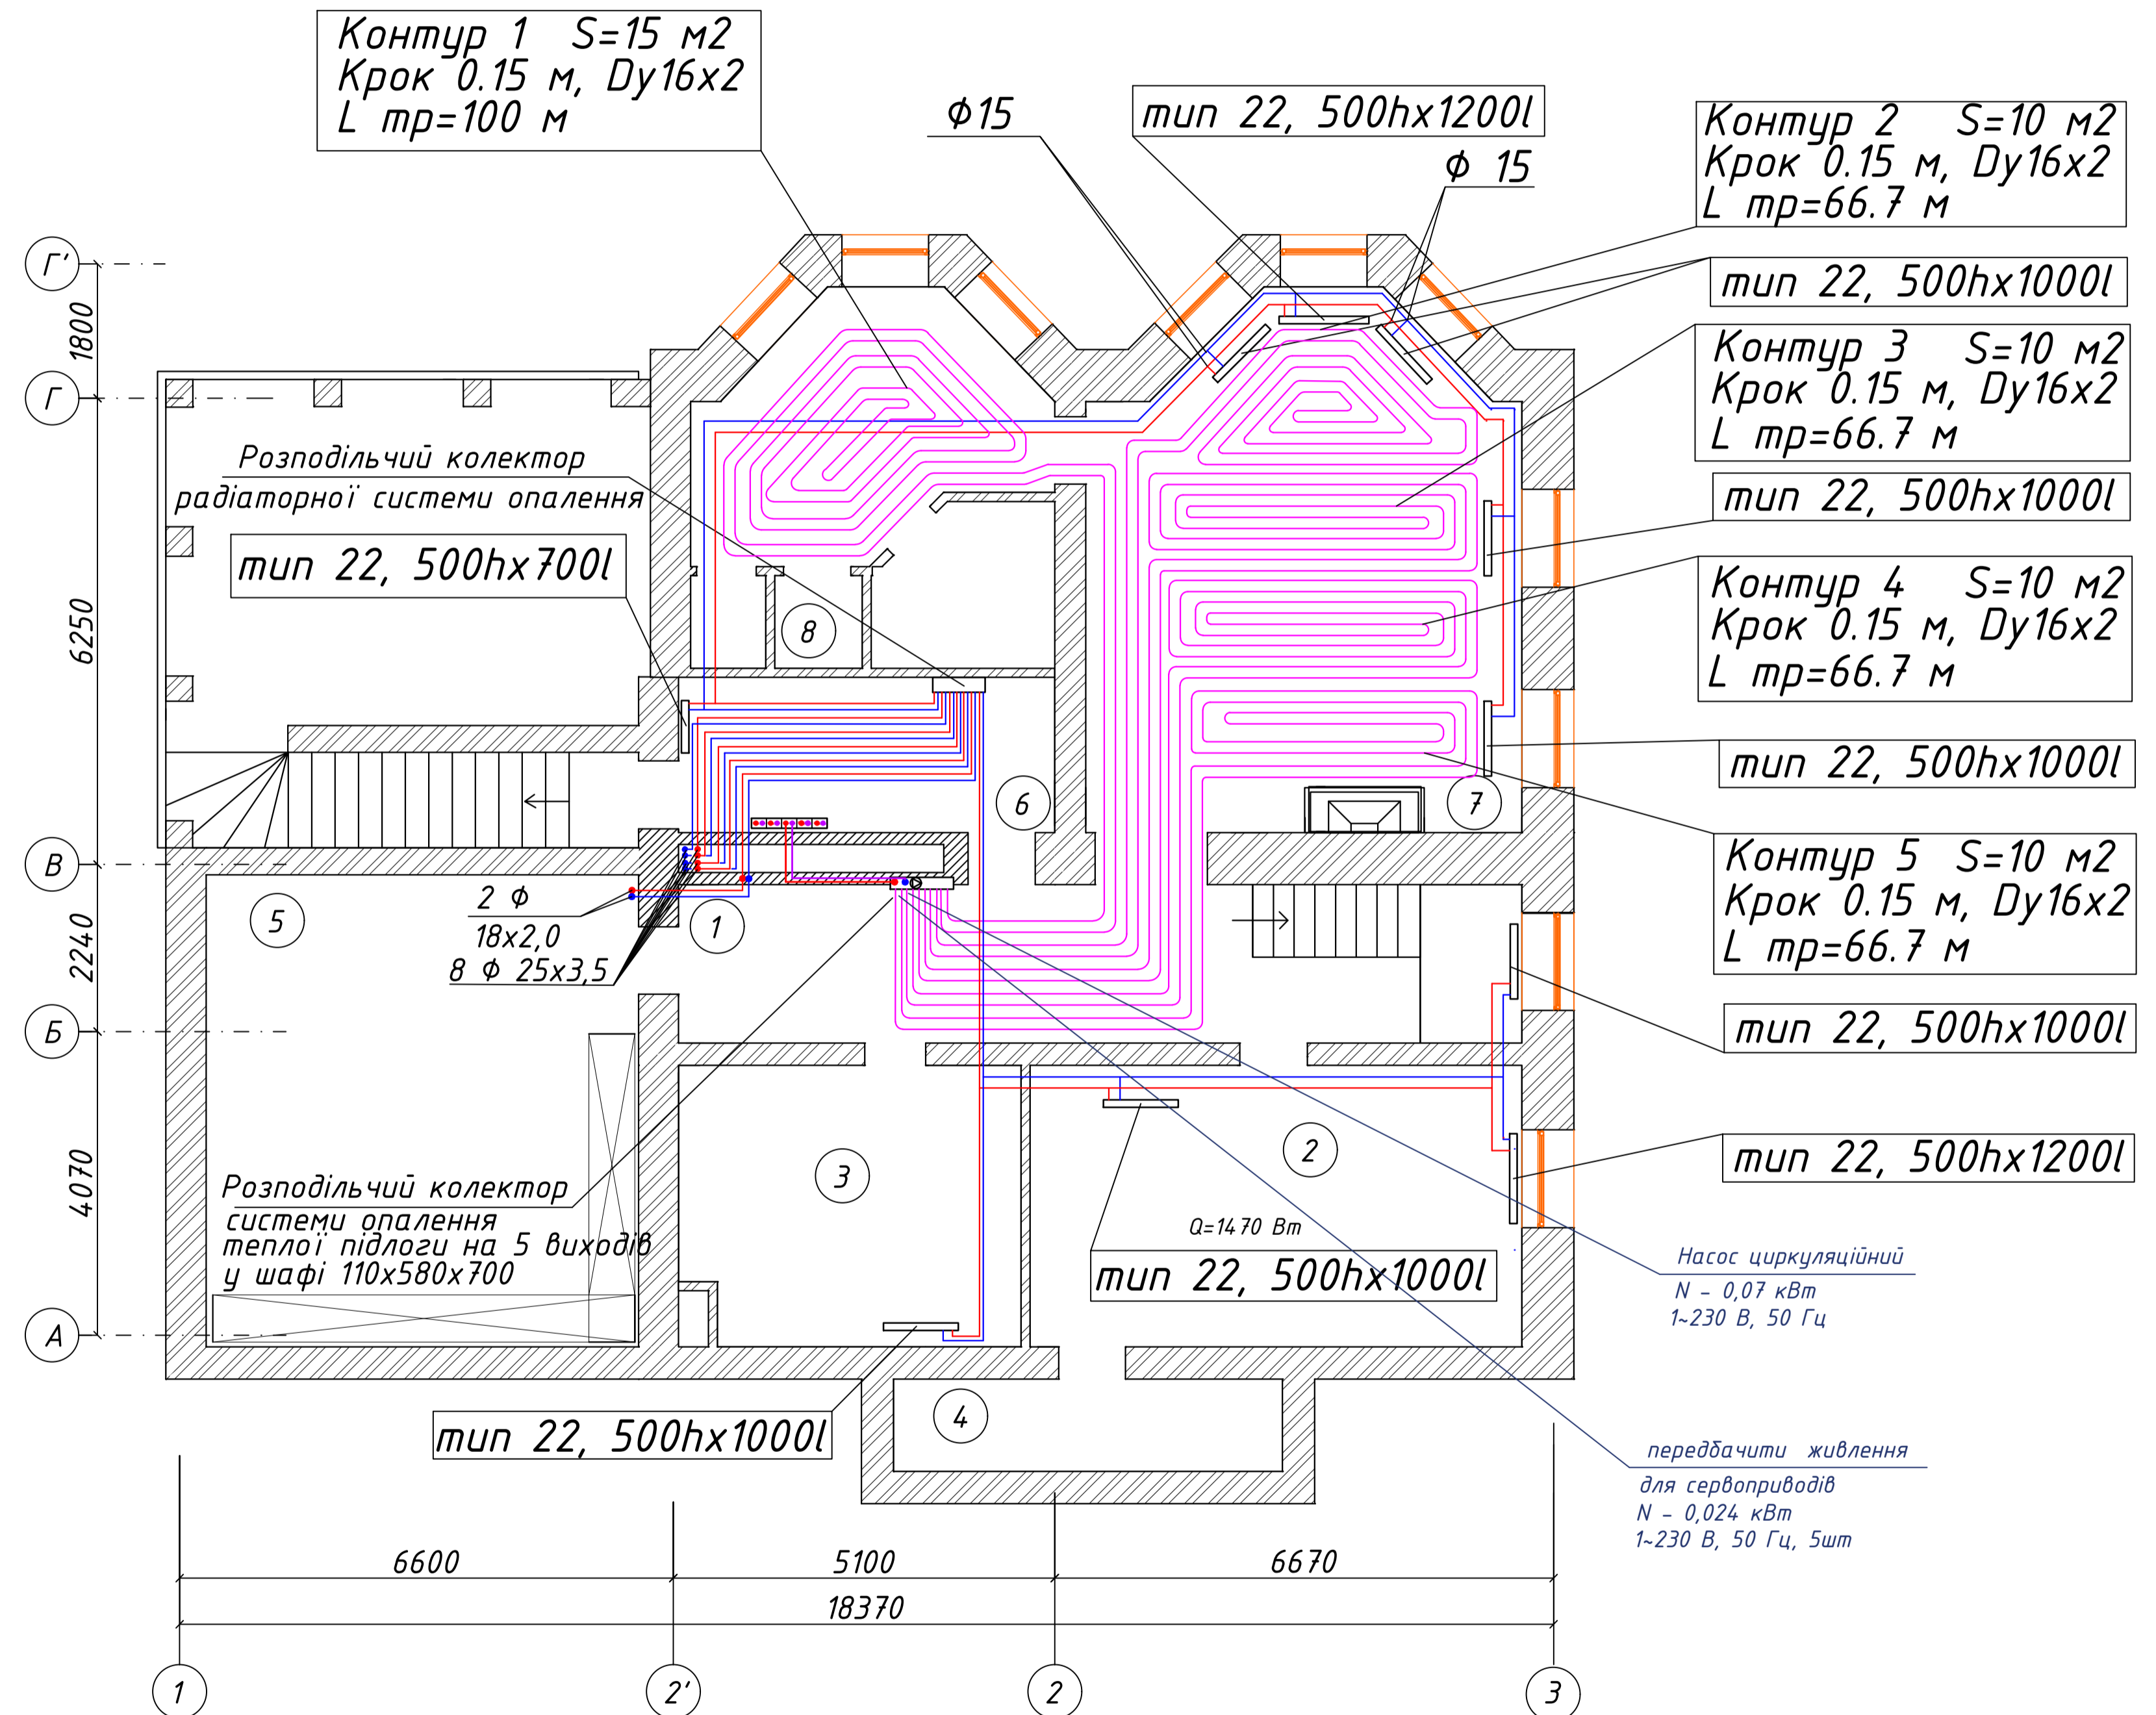 Контур 1 S=15 м2
Крок 0.15 м, Dy16x2
L тр=100 м
Ф15
тип 22, 500hx1200l
Ф 15
Контур 2 S=10 м2
Крок 0.15 м, Dy16x2
L тр=66.7 м
тип 22, 500hx1000l
Контур 3 S=10 м2
Крок 0.15 м, Dy16x2
L тр=66.7 м
тип 22, 500hx1000l
Контур 4 S=10 м2
Крок 0.15 м, Dy16x2
L тр=66.7 м
тип 22, 500hx1000l
Контур 5 S=10 м2
Крок 0.15 м, Dy16x2
L тр=66.7 м
тип 22, 500hx1000l
тип 22, 500hx1200l
Г'
1800
Г
6250
В
2240
Б
4070
А
Розподільчий колектор
радіаторної системи опалення
тип 22, 500hx700l
8
6
7
5
1
2 Ф
18x2,0
8 Ф 25x3,5
3
2
4
Розподільчий колектор
системи опалення
теплої підлоги на 5 виходів
у шафі 110x580x700
Q=1470 Вт
тип 22, 500hx1000l
тип 22, 500hx1000l
Насос циркуляційний
N - 0,07 кВт
1~230 В, 50 Гц
передбачити живлення
для сервоприводів
N - 0,024 кВт
1~230 В, 50 Гц, 5шт
6600
5100
6670
18370
1
2'
2
3